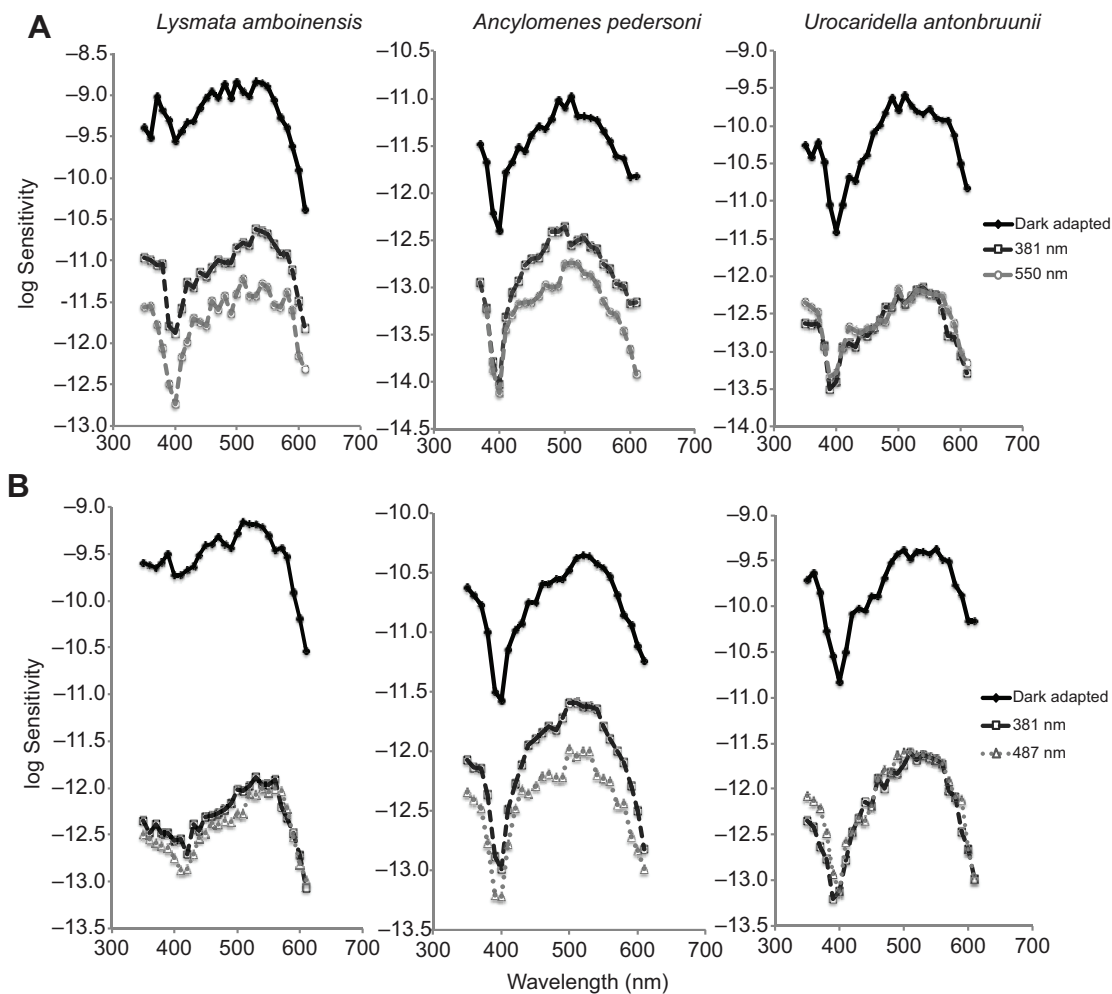 A
Lysmata amboinensis
Ancylomenes pedersoni
Urocaridella antonbruunii
log Sensitivity
–8.5
–9.0
–9.5
–10.0
–10.5
–11.0
–11.5
–12.0
–12.5
–13.0
300 400 500 600 700
–10.5
–11.0
–11.5
–12.0
–12.5
–13.0
–13.5
–14.0
–14.5
300 400 500 600 700
–9.0
–9.5
–10.0
–10.5
–11.0
–11.5
–12.0
–12.5
–13.0
–13.5
–14.0
300 400 500 600 700
Dark adapted
381 nm
550 nm
B
log Sensitivity
–9.0
–9.5
–10.0
–10.5
–11.0
–11.5
–12.0
–12.5
–13.0
–13.5
300 400 500 600 700
–10.0
–10.5
–11.0
–11.5
–12.0
–12.5
–13.0
–13.5
300 400 500 600 700
–9.0
–9.5
–10.0
–10.5
–11.0
–11.5
–12.0
–12.5
–13.0
–13.5
300 400 500 600 700
Dark adapted
381 nm
487 nm
Wavelength (nm)